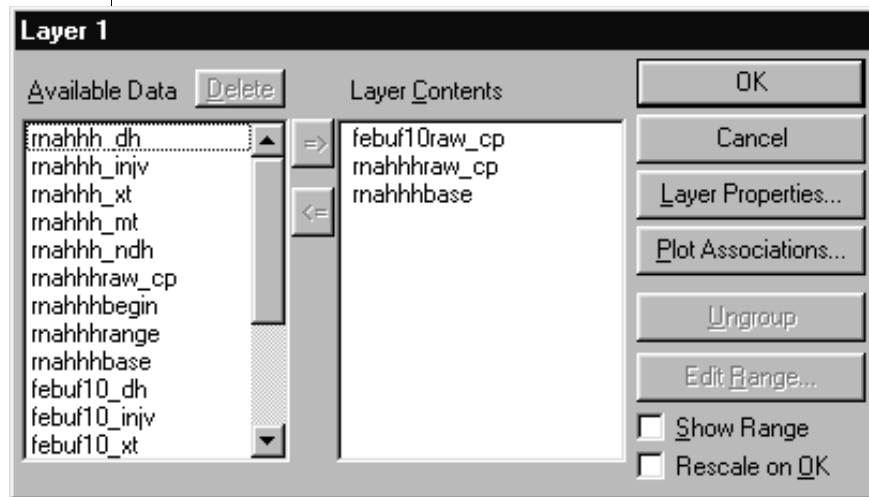 Layer 1
Available Data
Delete
rnahhh_dh
rnahhh_injv
rnahhh_xt
rnahhh_mt
rnahhh_ndh
rnahhhraw_cp
rnahhhbegin
rnahhhrange
rnahhhbase
febuf10_dh
febuf10_injv
febuf10_xt
=>
<=
Layer Contents
febuf10raw_cp
rnahhhraw_cp
rnahhhbase
OK
Cancel
Layer Properties...
Plot Associations...
Ungroup
Edit Range...
Show Range
Rescale on OK